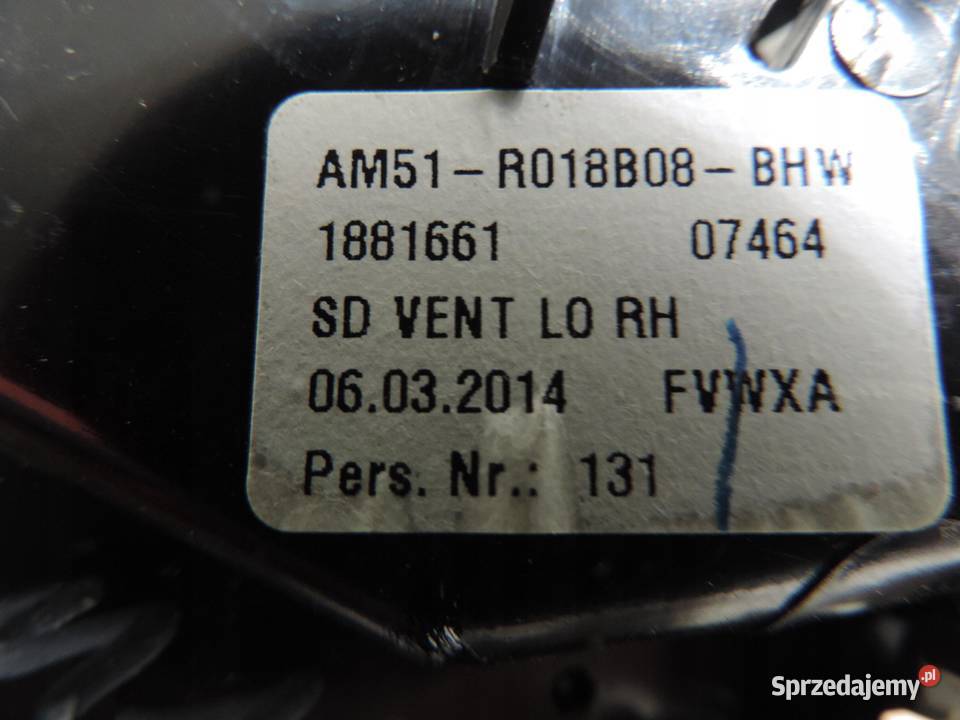 AM51-R018B08-BHW
1881661 07464
SD VENT LO RH
06.03.2014 FVWXA
Pers. Nr.: 131
Sprzedajemy.pl